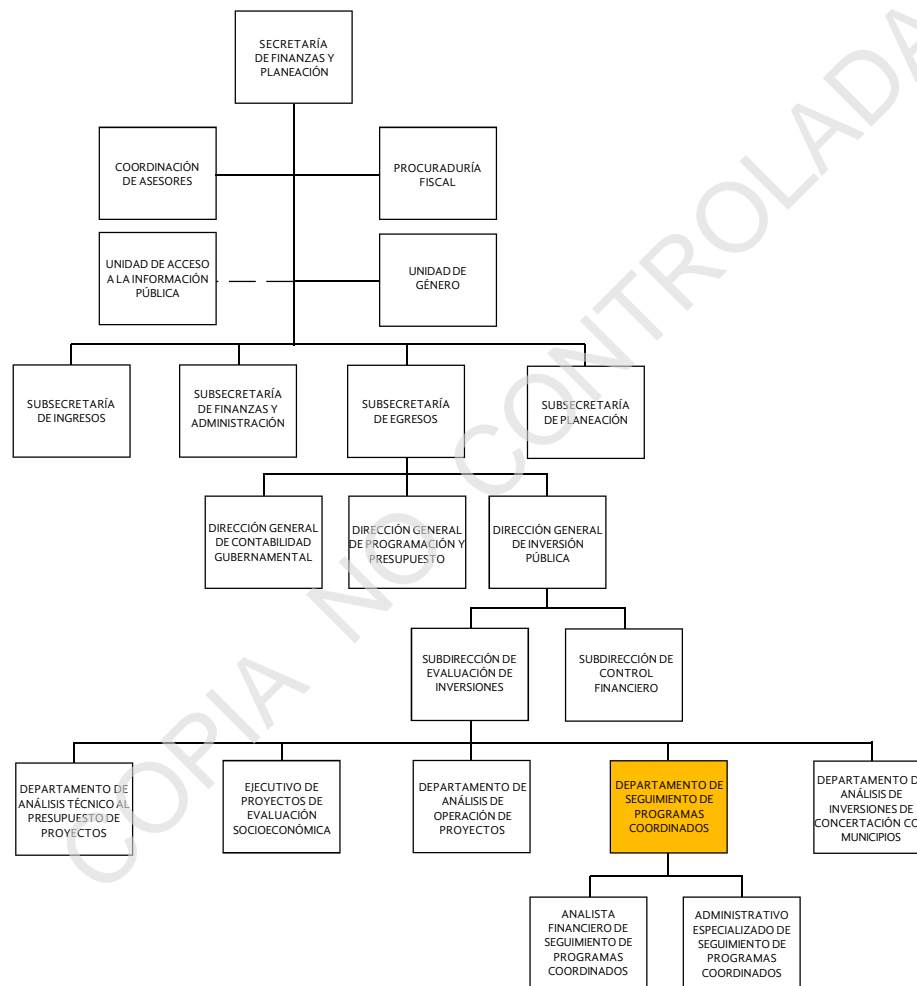 SECRETARÍA
DE FINANZAS Y
PLANEACIÓN
COORDINACIÓN
DE ASESORES
PROCURADURÍA
FISCAL
UNIDAD DE ACCESO
A LA INFORMACIÓN
PÚBLICA
UNIDAD DE
GÉNERO
SUBSECRETARÍA
DE INGRESOS
SUBSECRETARÍA
DE FINANZAS Y
ADMINISTRACIÓN
SUBSECRETARÍA
DE EGRESOS
SUBSECRETARÍA
DE PLANEACIÓN
DIRECCIÓN GENERAL
DE CONTABILIDAD
GUBERNAMENTAL
DIRECCIÓN GENERAL
DE PROGRAMACIÓN Y
PRESUPUESTO
DIRECCIÓN GENERAL
DE INVERSIÓN
PÚBLICA
SUBDIRECCIÓN DE
EVALUACIÓN DE
INVERSIONES
SUBDIRECCIÓN DE
CONTROL
FINANCIERO
DEPARTAMENTO DE
ANÁLISIS TÉCNICO AL
PRESUPUESTO DE
PROYECTOS
EJECUTIVO DE
PROYECTOS DE
EVALUACIÓN
SOCIOECONÓMICA
DEPARTAMENTO DE
ANÁLISIS DE
OPERACIÓN DE
PROYECTOS
DEPARTAMENTO DE
SEGUIMIENTO DE
PROGRAMAS
COORDINADOS
DEPARTAMENTO D
ANÁLISIS DE
INVERSIONES DE
CONCERTACIÓN CO
MUNICIPIOS
ANALISTA
FINANCIERO DE
SEGUIMIENTO DE
PROGRAMAS
COORDINADOS
ADMINISTRATIVO
ESPECIALIZADO DE
SEGUIMIENTO DE
PROGRAMAS
COORDINADOS
COPIA NO CONTROLADA